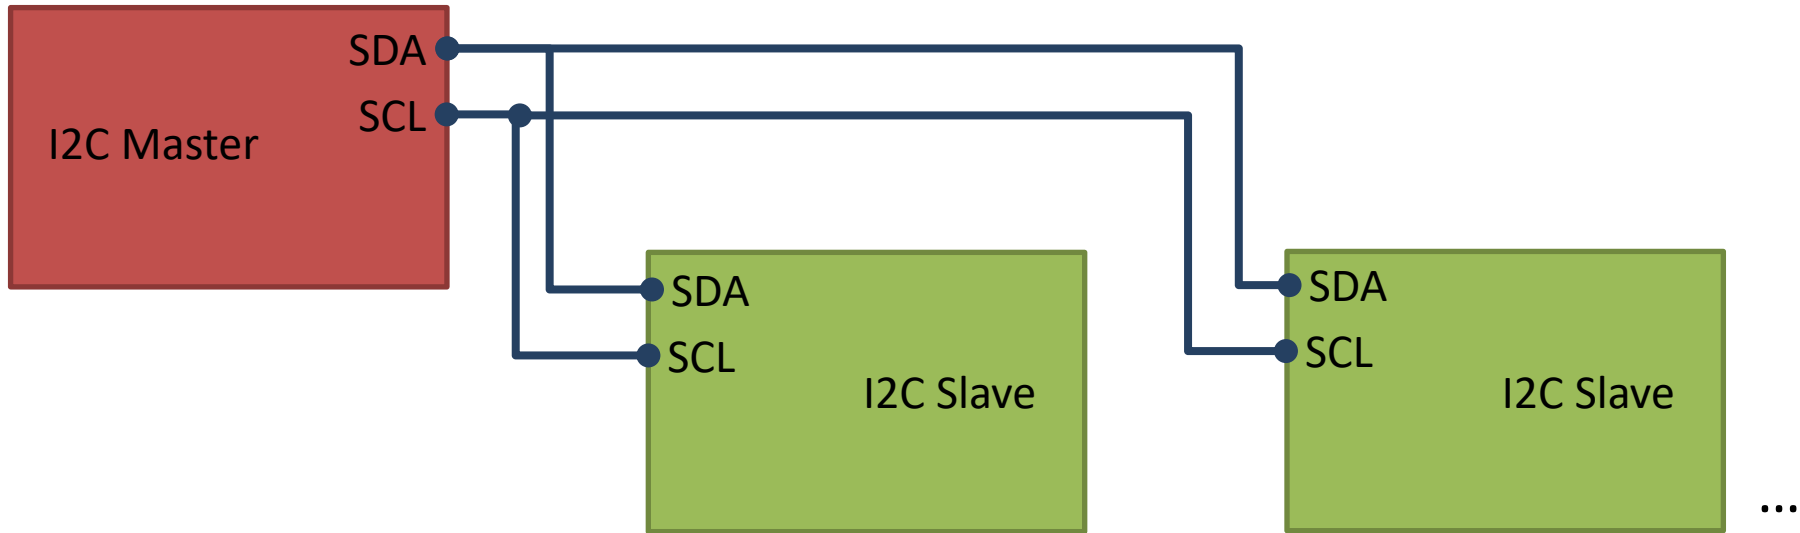 SDA
SCL
I2C Master
SDA
SCL
I2C Slave
SDA
SCL
I2C Slave
...